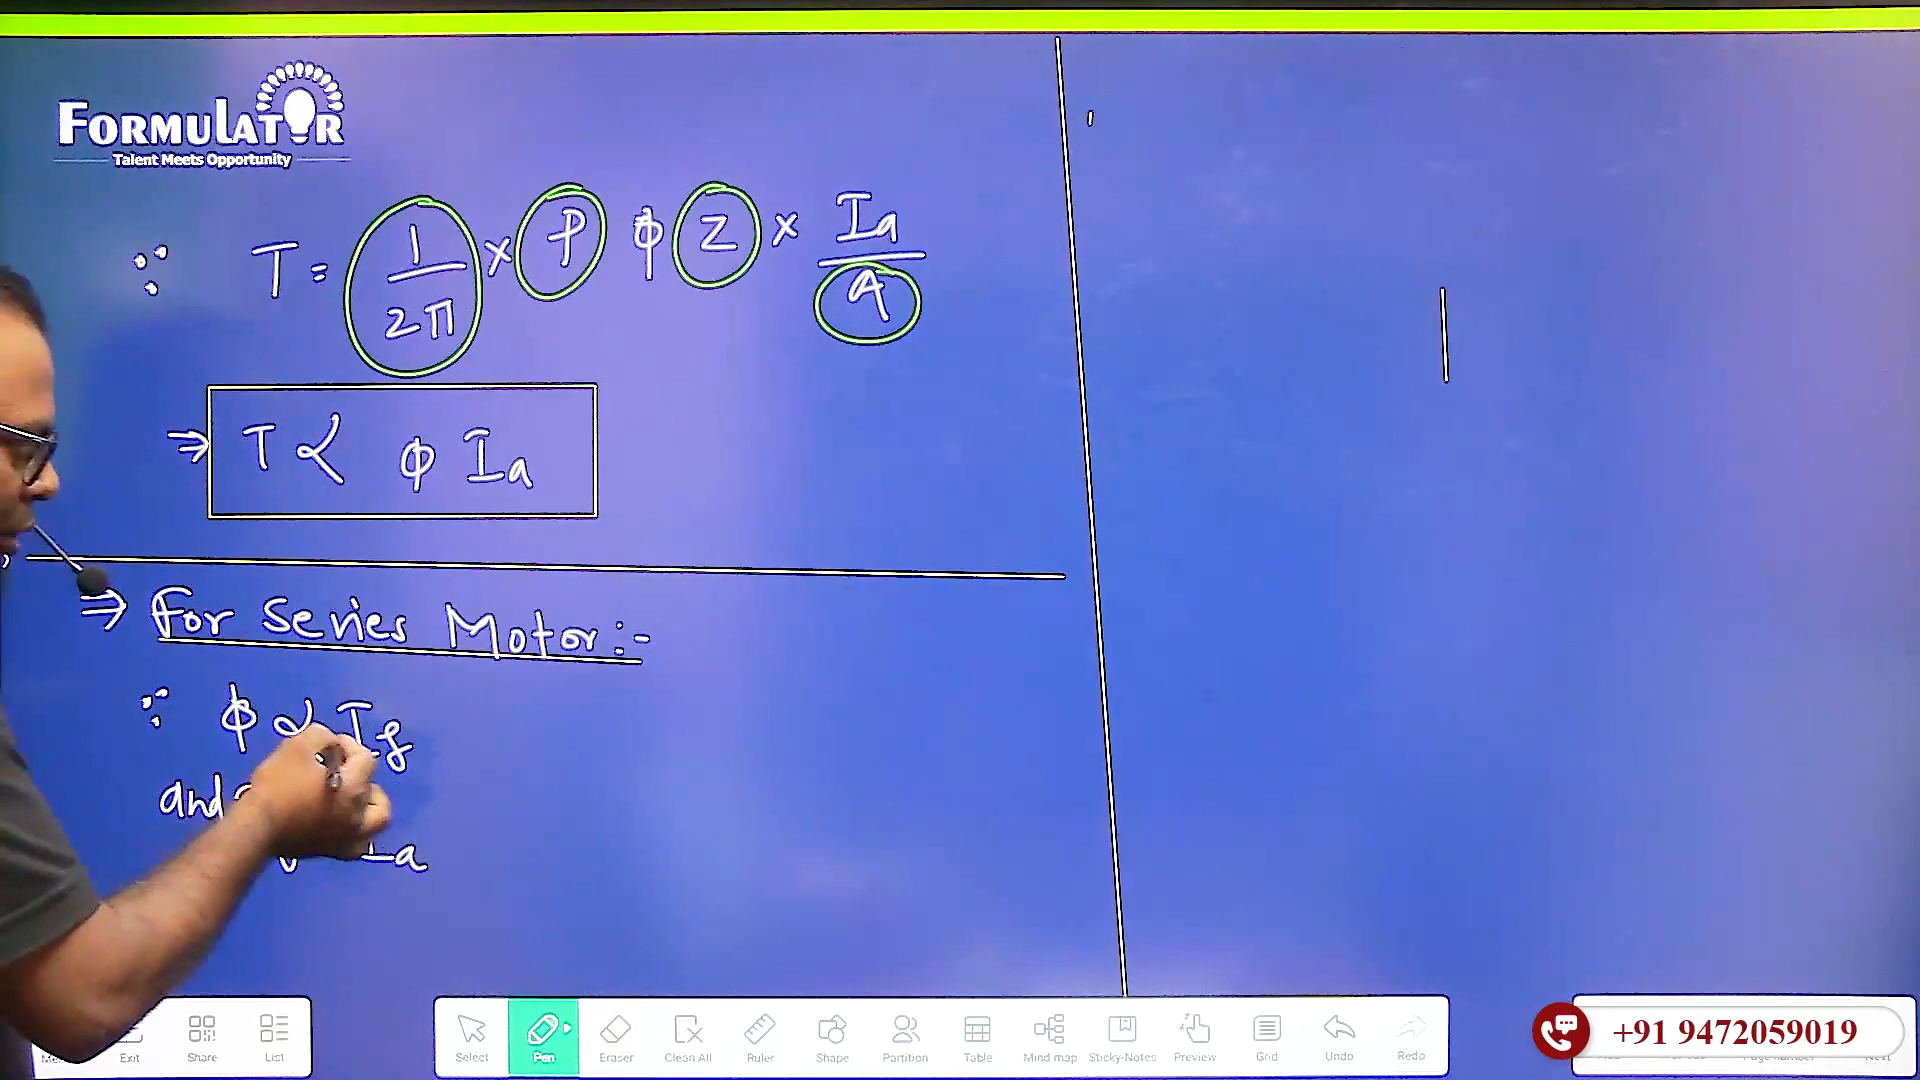 FORMULATOR
Talent Meets Opportunity
∵ T = 1/2π × P φ Z × Ia/A
⇒ T ∝ φ Ia
⇒ For Series Motor :-
∵ φ ∝ If
and
Ia
Exit Share List
Select Pen Eraser Clean All Ruler Shape Partition Table Mind map Sticky-Notes Preview Grid Undo Redo
+91 9472059019